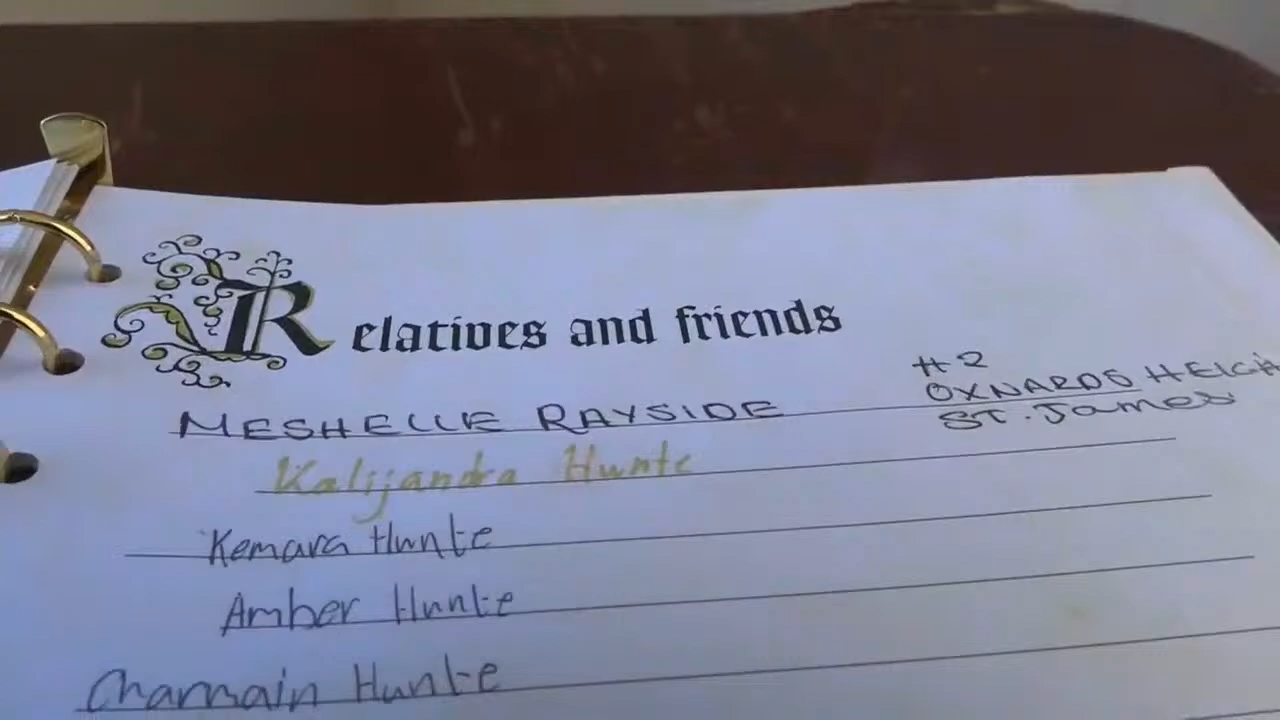 Relatives and friends
MESHELLE RAYSIDE
#2
OXNARDS HEIGH
ST. James
Kalijandra Hunte
Kemara Hunte
Amber Hunte
Charmain Hunte